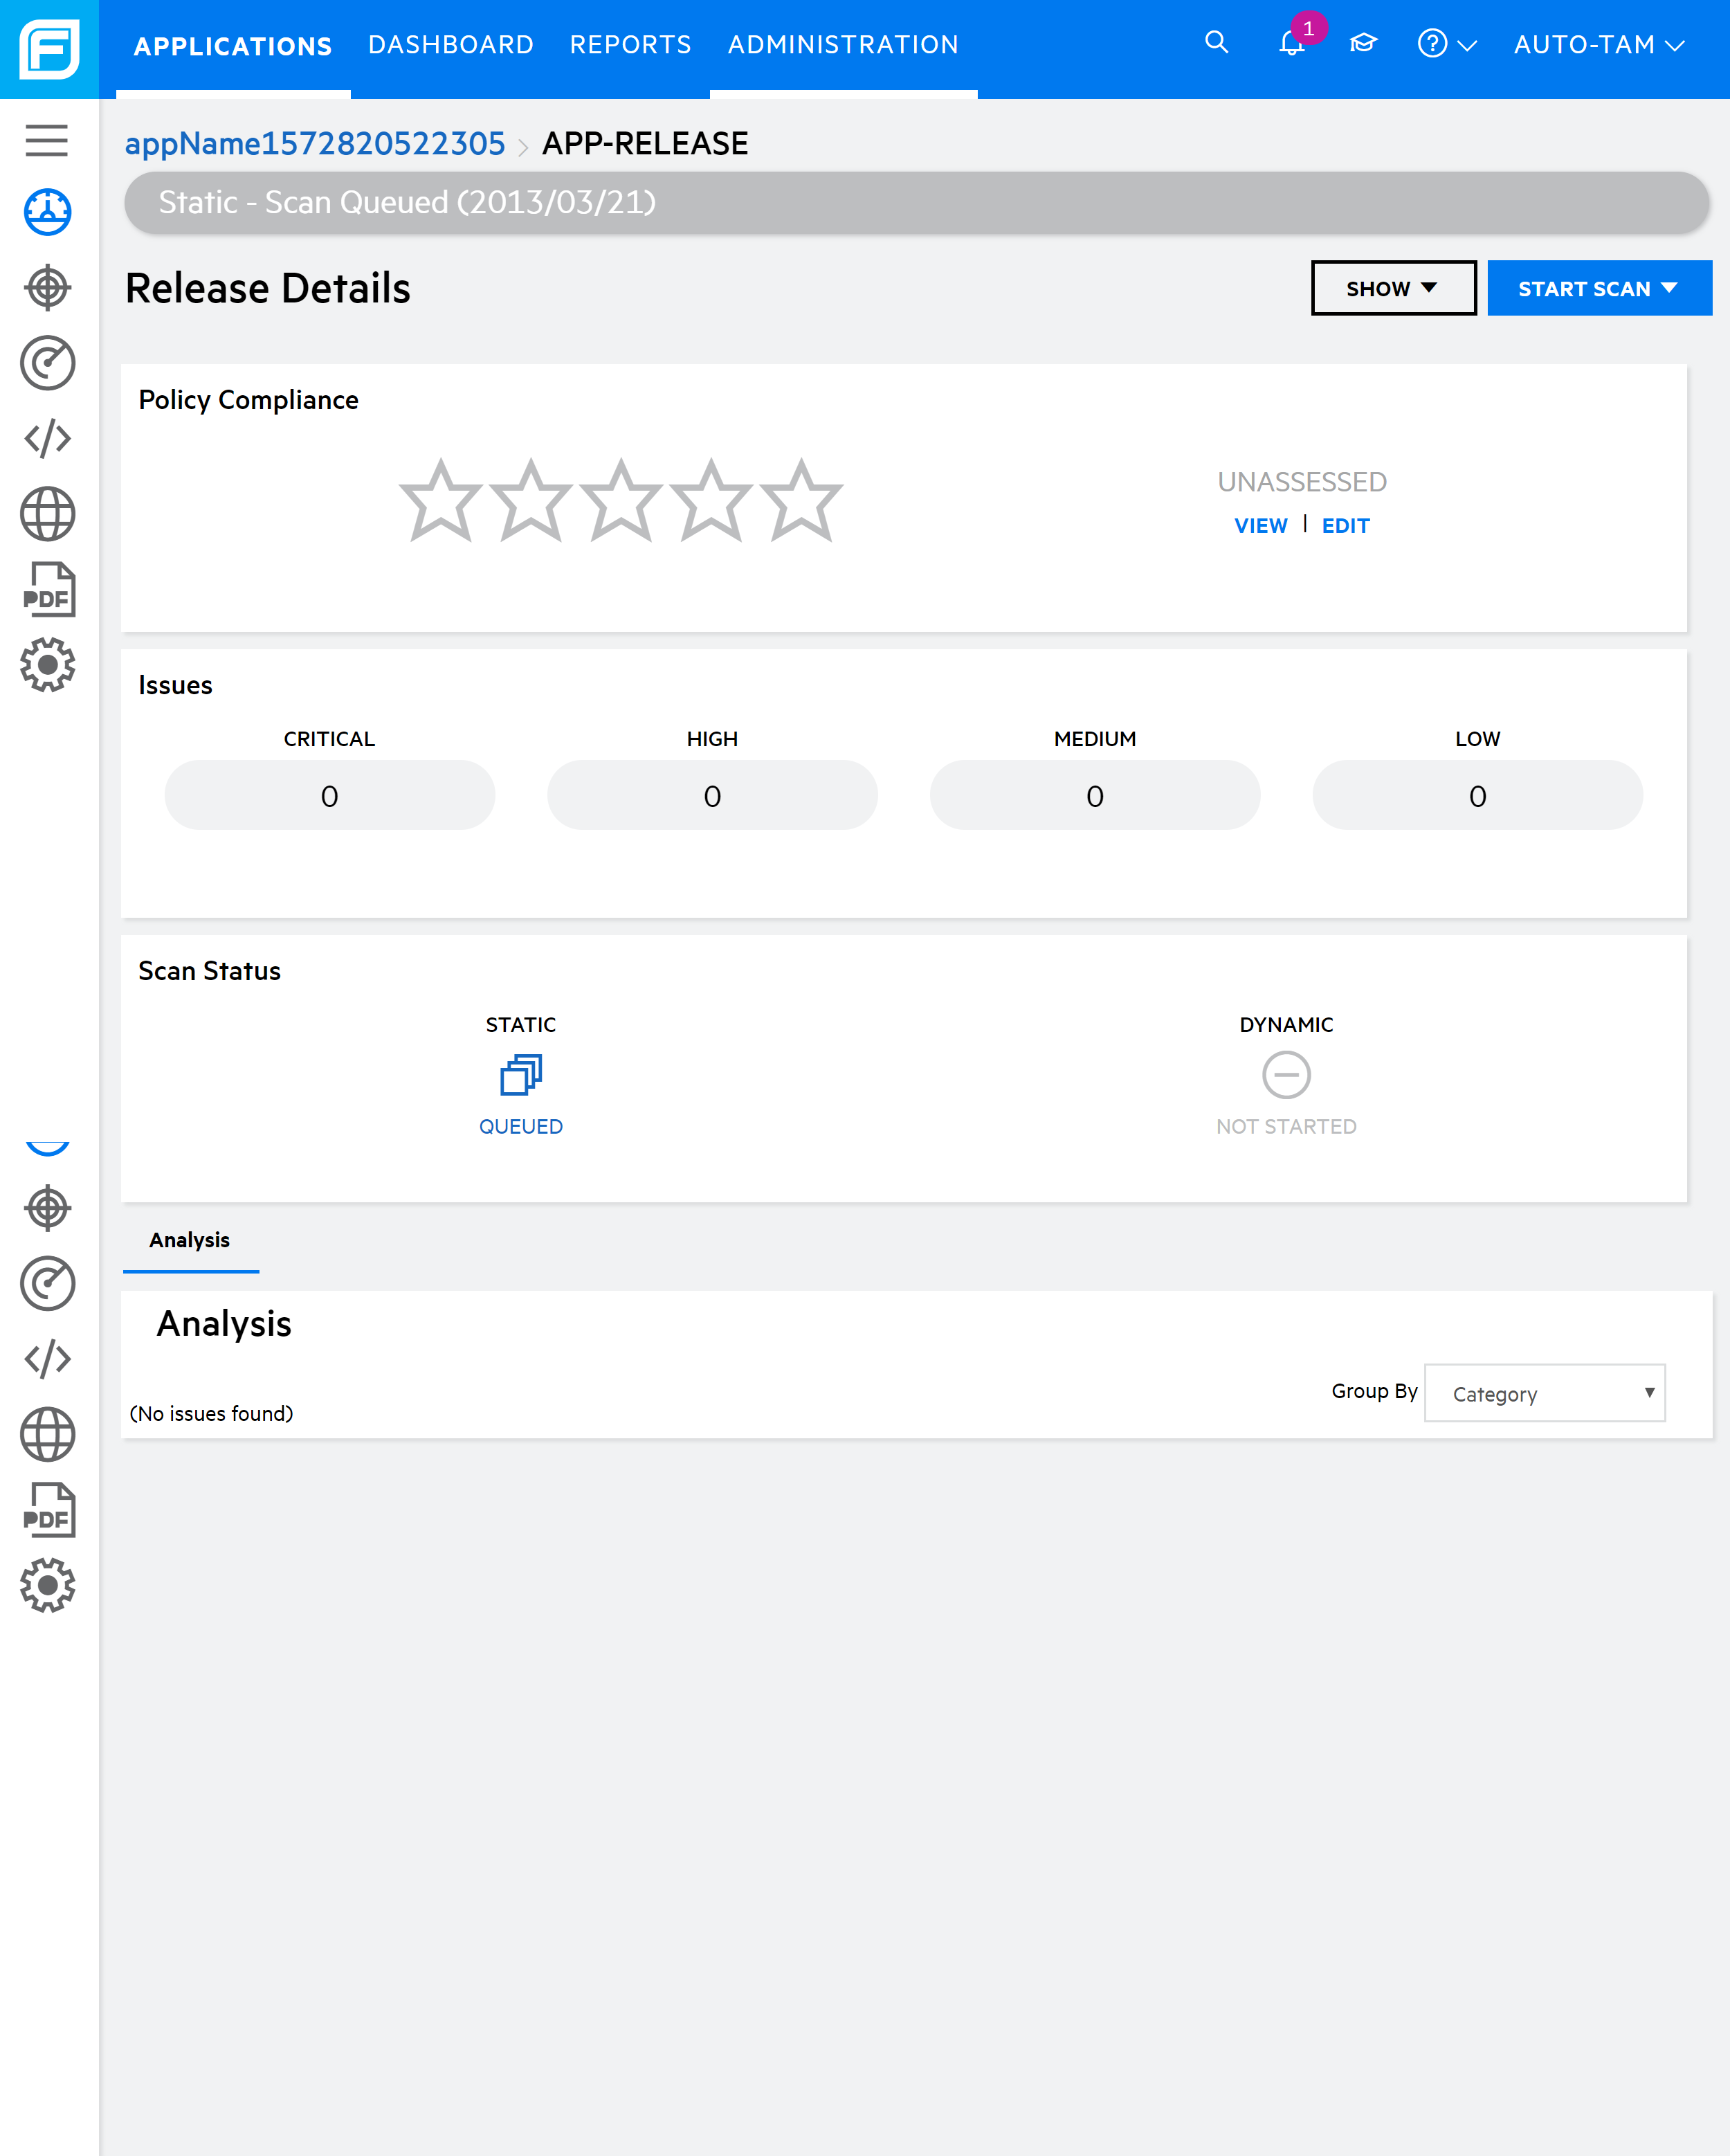 APPLICATIONS DASHBOARD REPORTS ADMINISTRATION 1 ? AUTO-TAM
appName1572820522305 > APP-RELEASE
Static - Scan Queued (2013/03/21)
Release Details SHOW START SCAN
Policy Compliance
UNASSESSED
VIEW | EDIT
PDF
Issues
CRITICAL HIGH MEDIUM LOW
0 0 0 0
Scan Status
STATIC DYNAMIC
QUEUED NOT STARTED
Analysis
Analysis
Group By Category
(No issues found)
PDF